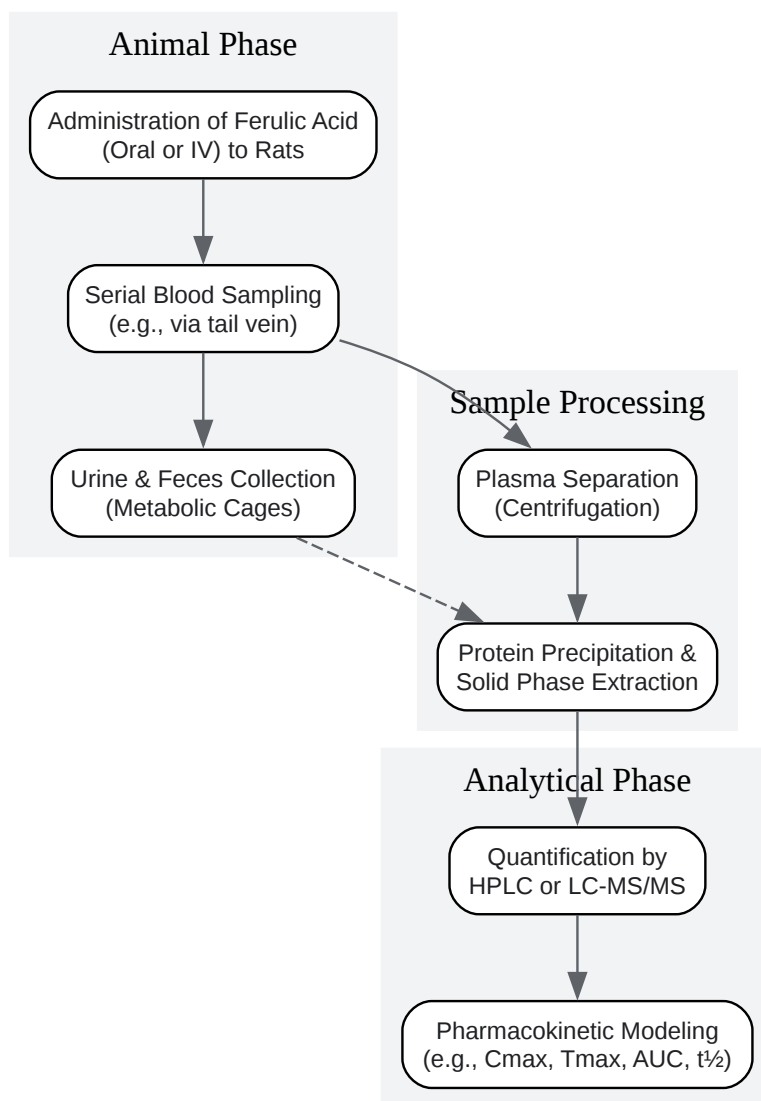 Animal Phase
Administration of Ferulic Acid
(Oral or IV) to Rats
Serial Blood Sampling
(e.g., via tail vein)
Urine & Feces Collection
(Metabolic Cages)
Sample Processing
Plasma Separation
(Centrifugation)
Protein Precipitation &
Solid Phase Extraction
Analytical Phase
Quantification by
HPLC or LC-MS/MS
Pharmacokinetic Modeling
(e.g., Cmax, Tmax, AUC, t½)